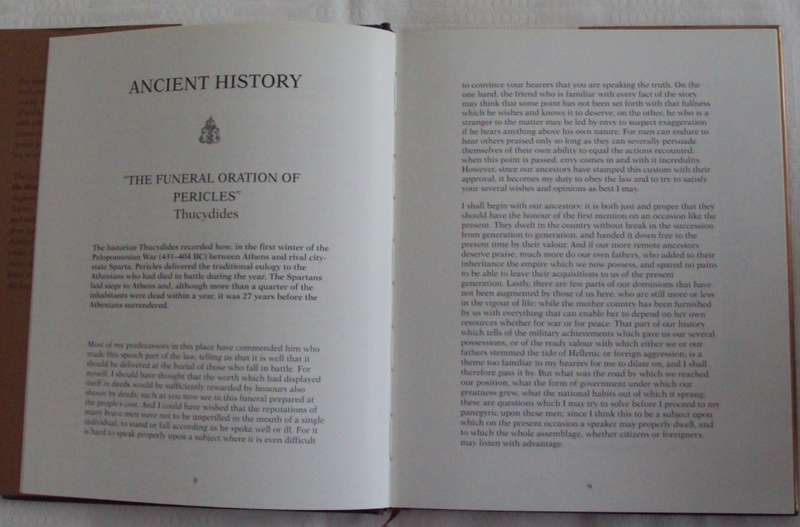 ANCIENT HISTORY
"THE FUNERAL ORATION OF
PERICLES"
Thucydides
The historian Thucydides recorded how, in the first winter of the
Peloponnesian War (431–404 BC) between Athens and rival city-
state Sparta, Pericles delivered the traditional eulogy to the
Athenians who had died in battle during the year. The Spartans
laid siege to Athens and, although more than a quarter of the
inhabitants were dead within a year, it was 27 years before the
Athenians surrendered.
Most of my predecessors in this place have commended him who
made this speech part of the law, telling us that it is well that it
should be delivered at the burial of those who fall in battle. For
myself, I should have thought that the worth which had displayed
itself in deeds would be sufficiently rewarded by honours also
shown by deeds; such as you now see in this funeral prepared at
the people's cost. And I could have wished that the reputations of
many brave men were not to be imperilled in the mouth of a single
individual, to stand or fall according as he spoke well or ill. For it
is hard to speak properly upon a subject where it is even difficult
to convince your hearers that you are speaking the truth. On the
one hand, the friend who is familiar with every fact of the story
may think that some point has not been set forth with that fullness
which he wishes and knows it to deserve; on the other, he who is a
stranger to the matter may be led by envy to suspect exaggeration
if he hears anything above his own nature. For men can endure to
hear others praised only so long as they can severally persuade
themselves of their own ability to equal the actions recounted:
when this point is passed, envy comes in and with it incredulity.
However, since our ancestors have stamped this custom with their
approval, it becomes my duty to obey the law and to try to satisfy
your several wishes and opinions as best I may.
I shall begin with our ancestors: it is both just and proper that they
should have the honour of the first mention on an occasion like the
present. They dwelt in the country without break in the succession
from generation to generation, and handed it down free to the
present time by their valour. And if our more remote ancestors
deserve praise, much more do our own fathers, who added to their
inheritance the empire which we now possess, and spared no pains
to be able to leave their acquisitions to us of the present
generation. Lastly, there are few parts of our dominions that have
not been augmented by those of us here, who are still more or less
in the vigour of life; while the mother country has been furnished
by us with everything that can enable her to depend on her own
resources whether for war or for peace. That part of our history
which tells of the military achievements which gave us our several
possessions, or of the ready valour with which either we or our
fathers stemmed the tide of Hellenic or foreign aggression, is a
theme too familiar to my hearers for me to dilate on, and I shall
therefore pass it by. But what was the road by which we reached
our position, what the form of government under which our
greatness grew, what the national habits out of which it sprang;
these are questions which I may try to solve before I proceed to my
panegyric upon these men; since I think this to be a subject upon
which on the present occasion a speaker may properly dwell, and
to which the whole assemblage, whether citizens or foreigners,
may listen with advantage.